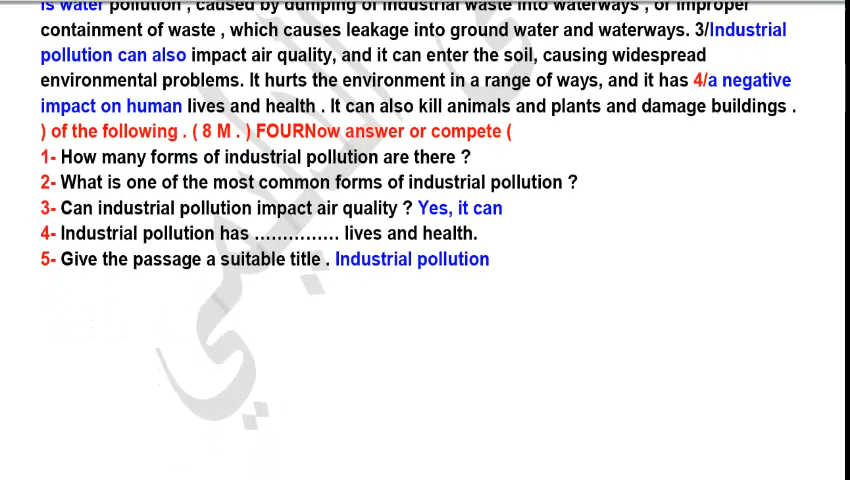 is water pollution , caused by dumping of industrial waste into waterways , or improper
containment of waste , which causes leakage into ground water and waterways. 3/Industrial
pollution can also impact air quality, and it can enter the soil, causing widespread
environmental problems. It hurts the environment in a range of ways, and it has 4/a negative
impact on human lives and health . It can also kill animals and plants and damage buildings .
) of the following . ( 8 M . ) FOURNow answer or compete (
1- How many forms of industrial pollution are there ?
2- What is one of the most common forms of industrial pollution ?
3- Can industrial pollution impact air quality ? Yes, it can
4- Industrial pollution has ............... lives and health.
5- Give the passage a suitable title . Industrial pollution